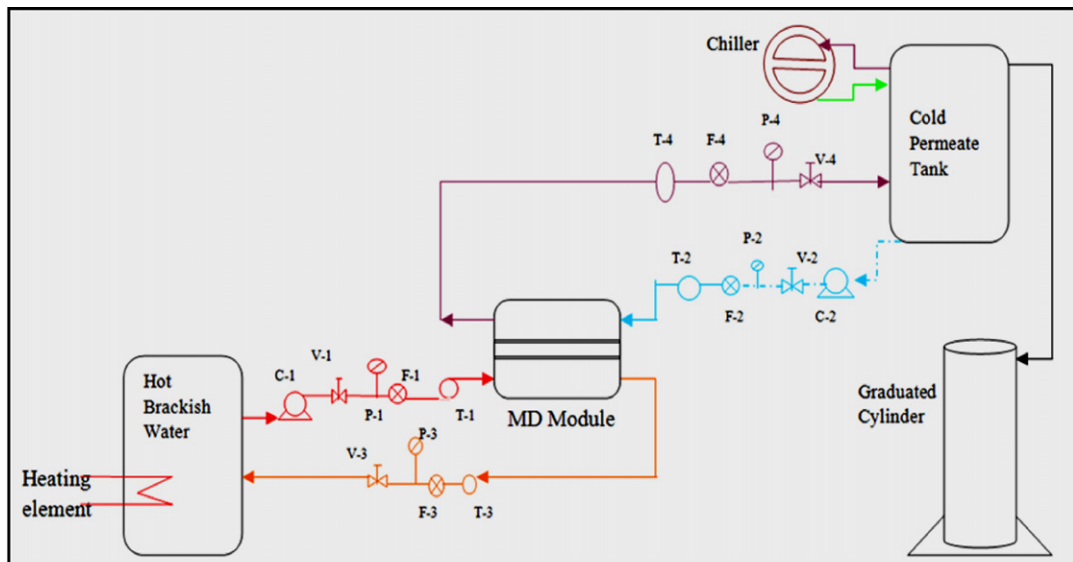 Chiller
P-4
T-4
F-4
V-4
Cold
Permeate
Tank
P-2
T-2
V-2
F-2
C-2
V-1
C-1
F-1
P-1
T-1
MD Module
Hot
Brackish
Water
P-3
V-3
F-3
T-3
Heating
element
Graduated
Cylinder